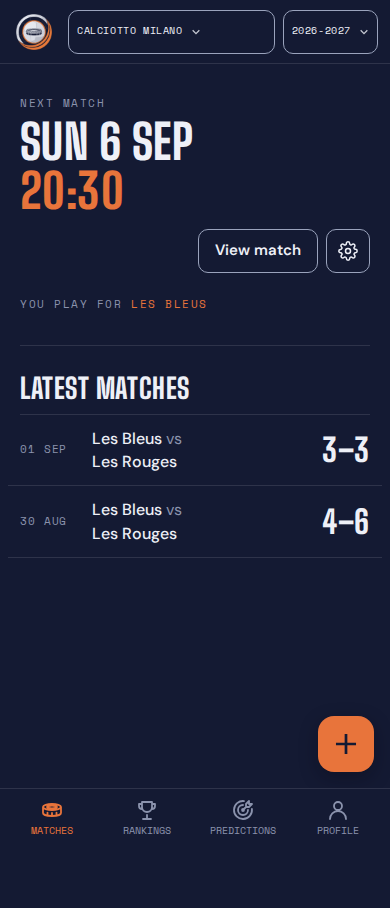 CALCIOTTO MILANO
2026-2027
NEXT MATCH
SUN 6 SEP
20:30
View match
YOU PLAY FOR LES BLEUS
LATEST MATCHES
01 SEP
Les Bleus vs
Les Rouges
3–3
30 AUG
Les Bleus vs
Les Rouges
4–6
MATCHES
RANKINGS
PREDICTIONS
PROFILE